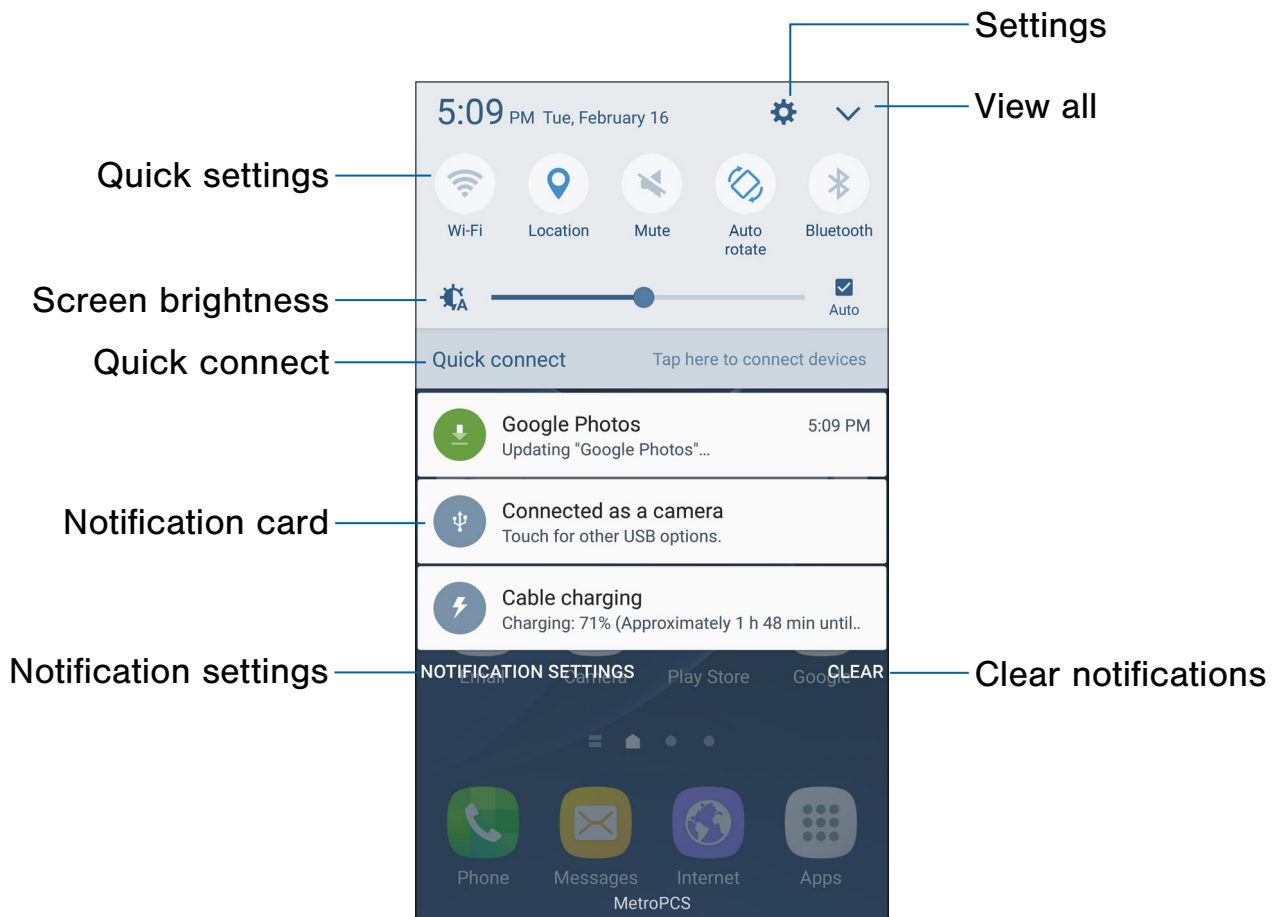 Settings
5:09 PM Tue, February 16
View all
Quick settings
Wi-Fi
Location
Mute
Auto rotate
Bluetooth
Screen brightness
A
Auto
Quick connect
Quick connect
Tap here to connect devices
Google Photos
5:09 PM
Updating "Google Photos"…
Notification card
Connected as a camera
Touch for other USB options.
Cable charging
Charging: 71% (Approximately 1 h 48 min until..
Notification settings
NOTIFICATION SETTINGS
CLEAR
Clear notifications
Email
Camera
Play Store
Google
Phone
Messages
Internet
Apps
MetroPCS